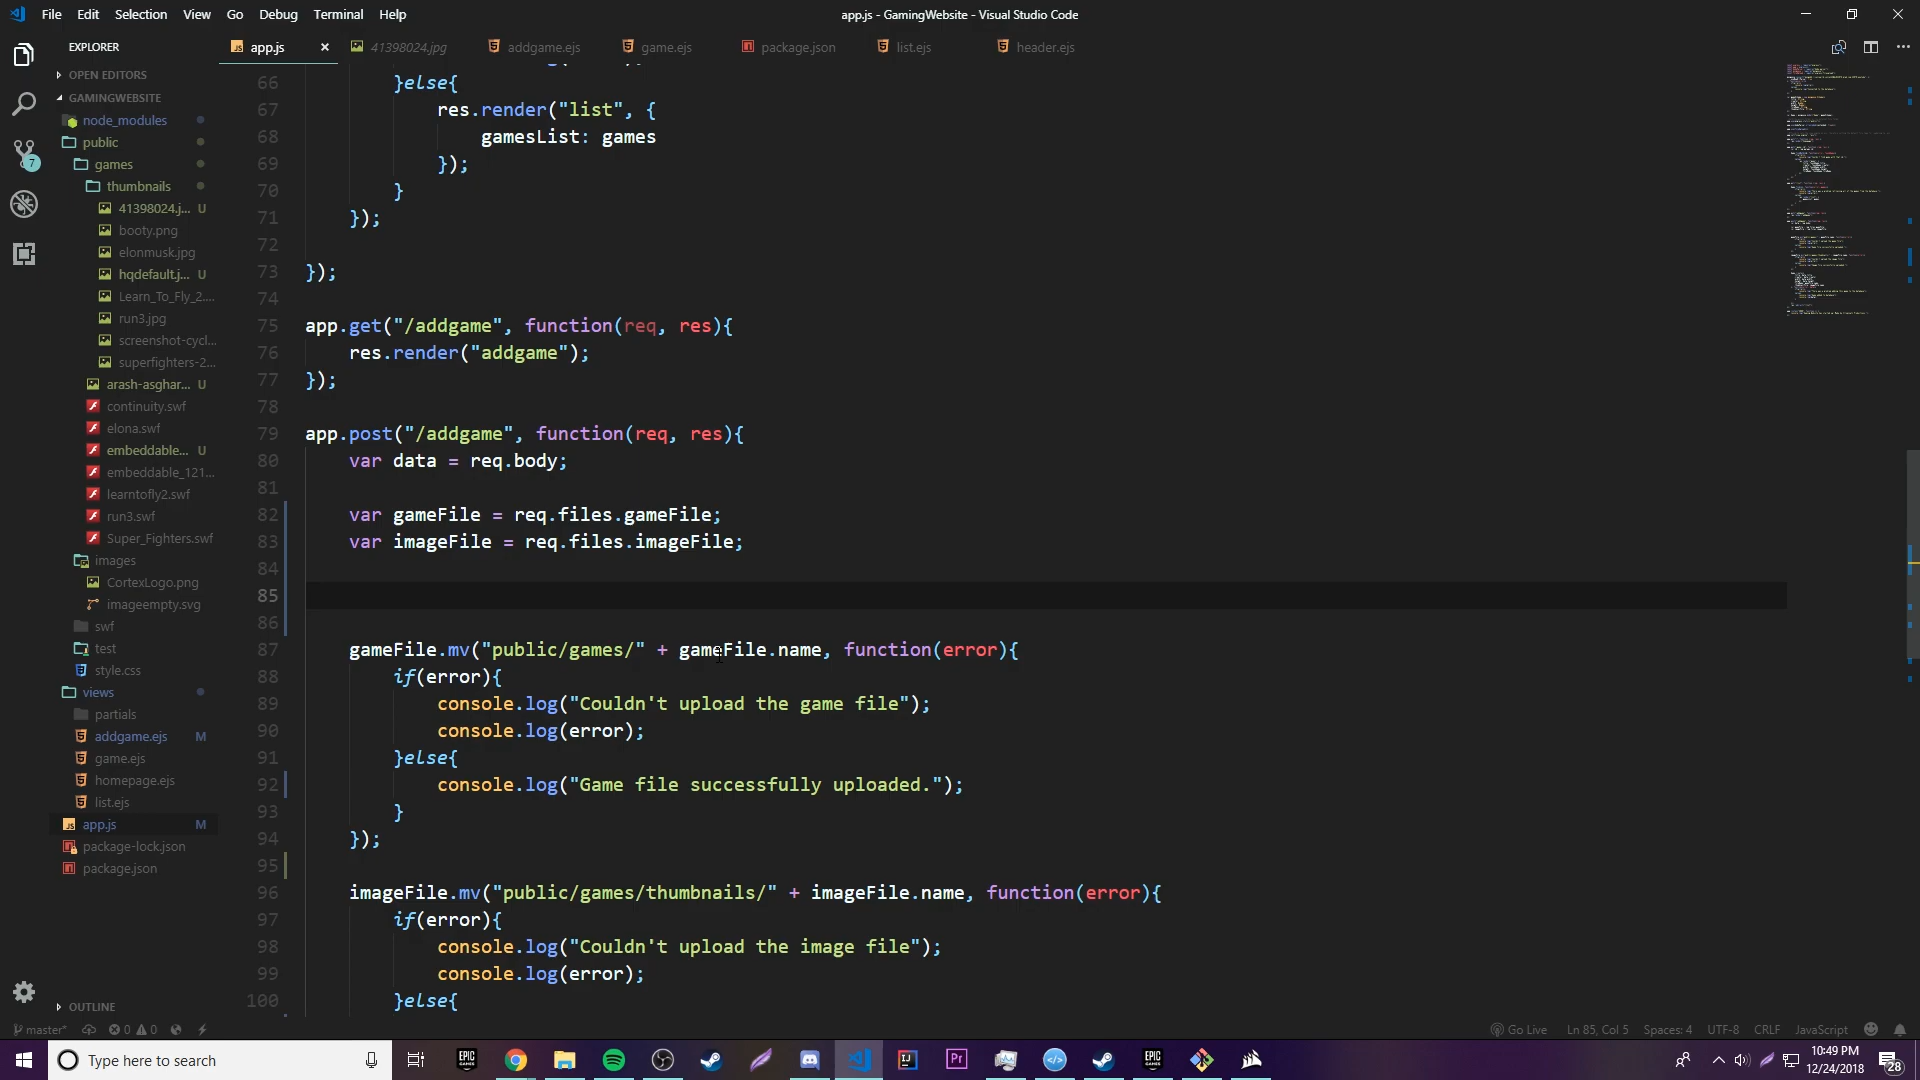 File Edit Selection View Go Debug Terminal Help
app.js - GamingWebsite - Visual Studio Code
EXPLORER
app.js 41398024.jpg addgame.ejs game.ejs package.json list.ejs header.ejs
OPEN EDITORS
GAMINGWEBSITE
node_modules
public
games
thumbnails
41398024.j... U
booty.png
elonmusk.jpg
hqdefault.j... U
Learn_To_Fly_2....
run3.jpg
screenshot-cycl...
superfighters-2...
arash-asghar... U
continuity.swf
elona.swf
embeddable... U
embeddable_121...
learntofly2.swf
run3.swf
Super_Fighters.swf
images
CortexLogo.png
imageempty.svg
swf
test
style.css
views
partials
addgame.ejs M
game.ejs
homepage.ejs
list.ejs
app.js M
package-lock.json
package.json
OUTLINE
7
66 }else{
67 res.render("list", {
68 gamesList: games
69 });
70 }
71 });
72
73 });
74
75 app.get("/addgame", function(req, res){
76 res.render("addgame");
77 });
78
79 app.post("/addgame", function(req, res){
80 var data = req.body;
81
82 var gameFile = req.files.gameFile;
83 var imageFile = req.files.imageFile;
84
85
86
87 gameFile.mv("public/games/" + gameFile.name, function(error){
88 if(error){
89 console.log("Couldn't upload the game file");
90 console.log(error);
91 }else{
92 console.log("Game file successfully uploaded.");
93 }
94 });
95
96 imageFile.mv("public/games/thumbnails/" + imageFile.name, function(error){
97 if(error){
98 console.log("Couldn't upload the image file");
99 console.log(error);
100 }else{
master* 0 0 Go Live Ln 85, Col 5 Spaces: 4 UTF-8 CRLF JavaScript
Type here to search
EPIC GAMES
Pr
EPIC GAMES
10:49 PM
12/24/2018
28